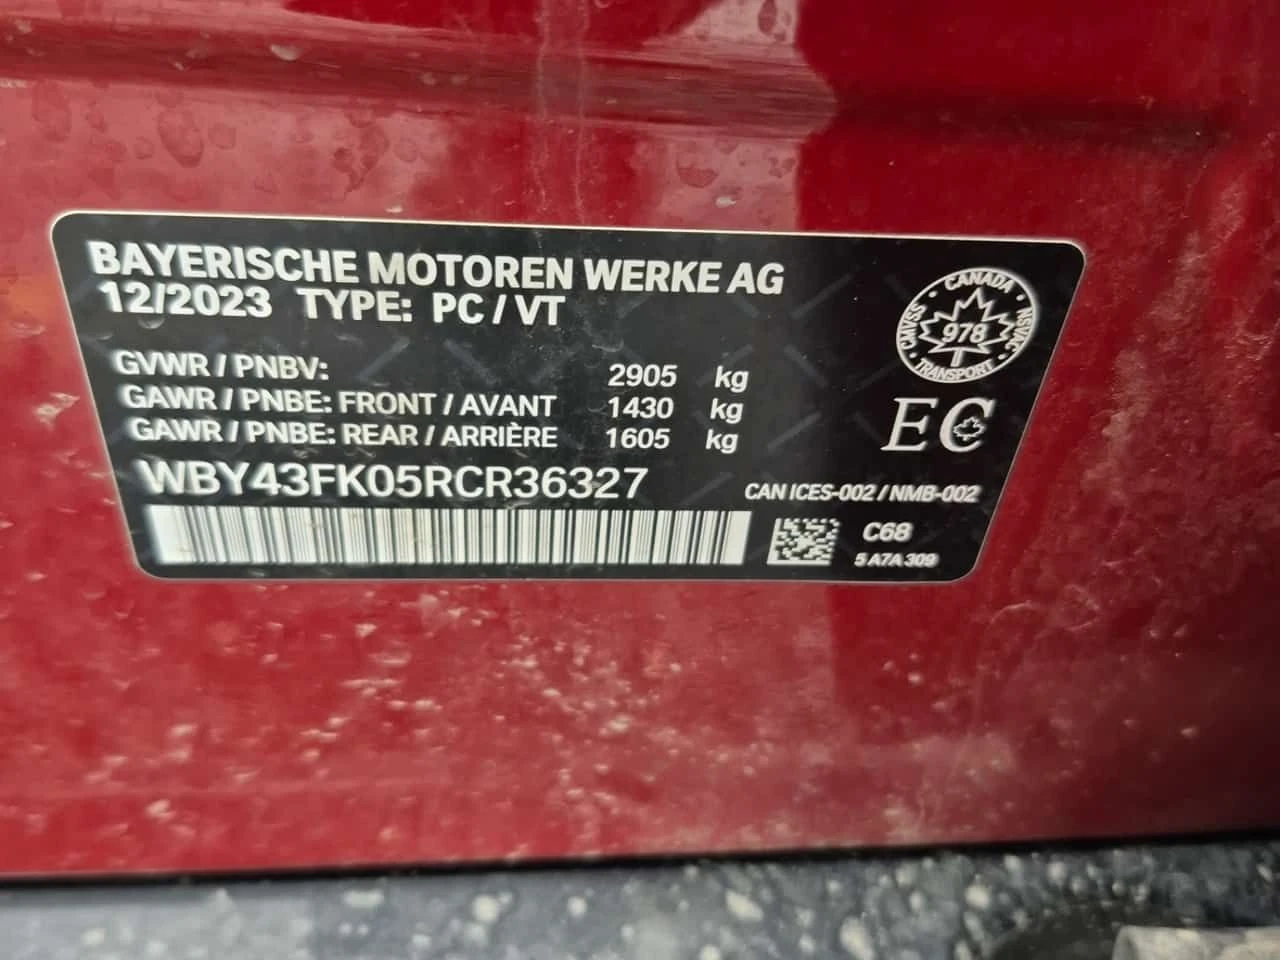 BAYERISCHE MOTOREN WERKE AG
12/2023 TYPE: PC / VT
GVWR / PNBV: 2905 kg
GAWR / PNBE: FRONT / AVANT 1430 kg
GAWR / PNBE: REAR / ARRIÈRE 1605 kg
WBY43FK05RCR36327
CANADA
CMVSS 978 NSVAC
TRANSPORT
EC
CAN ICES-002 / NMB-002
C68
5 A7A 309